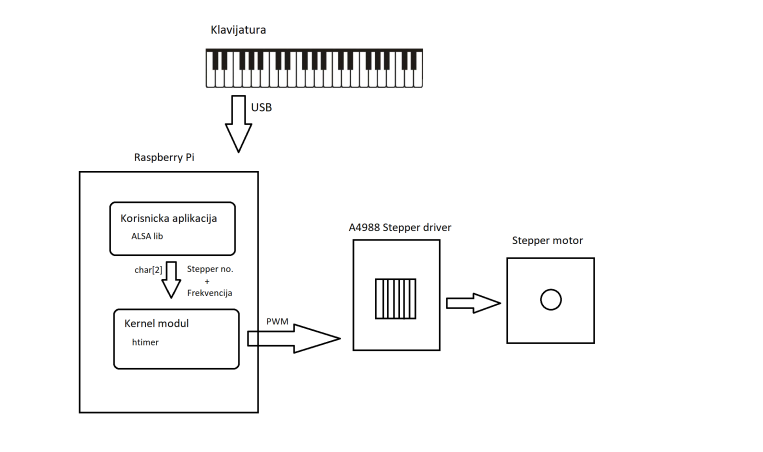 Klavijatura
USB
Raspberry Pi
Korisnicka aplikacija
ALSA lib
char[2]
Stepper no.
+
Frekvencija
Kernel modul
htimer
PWM
A4988 Stepper driver
Stepper motor